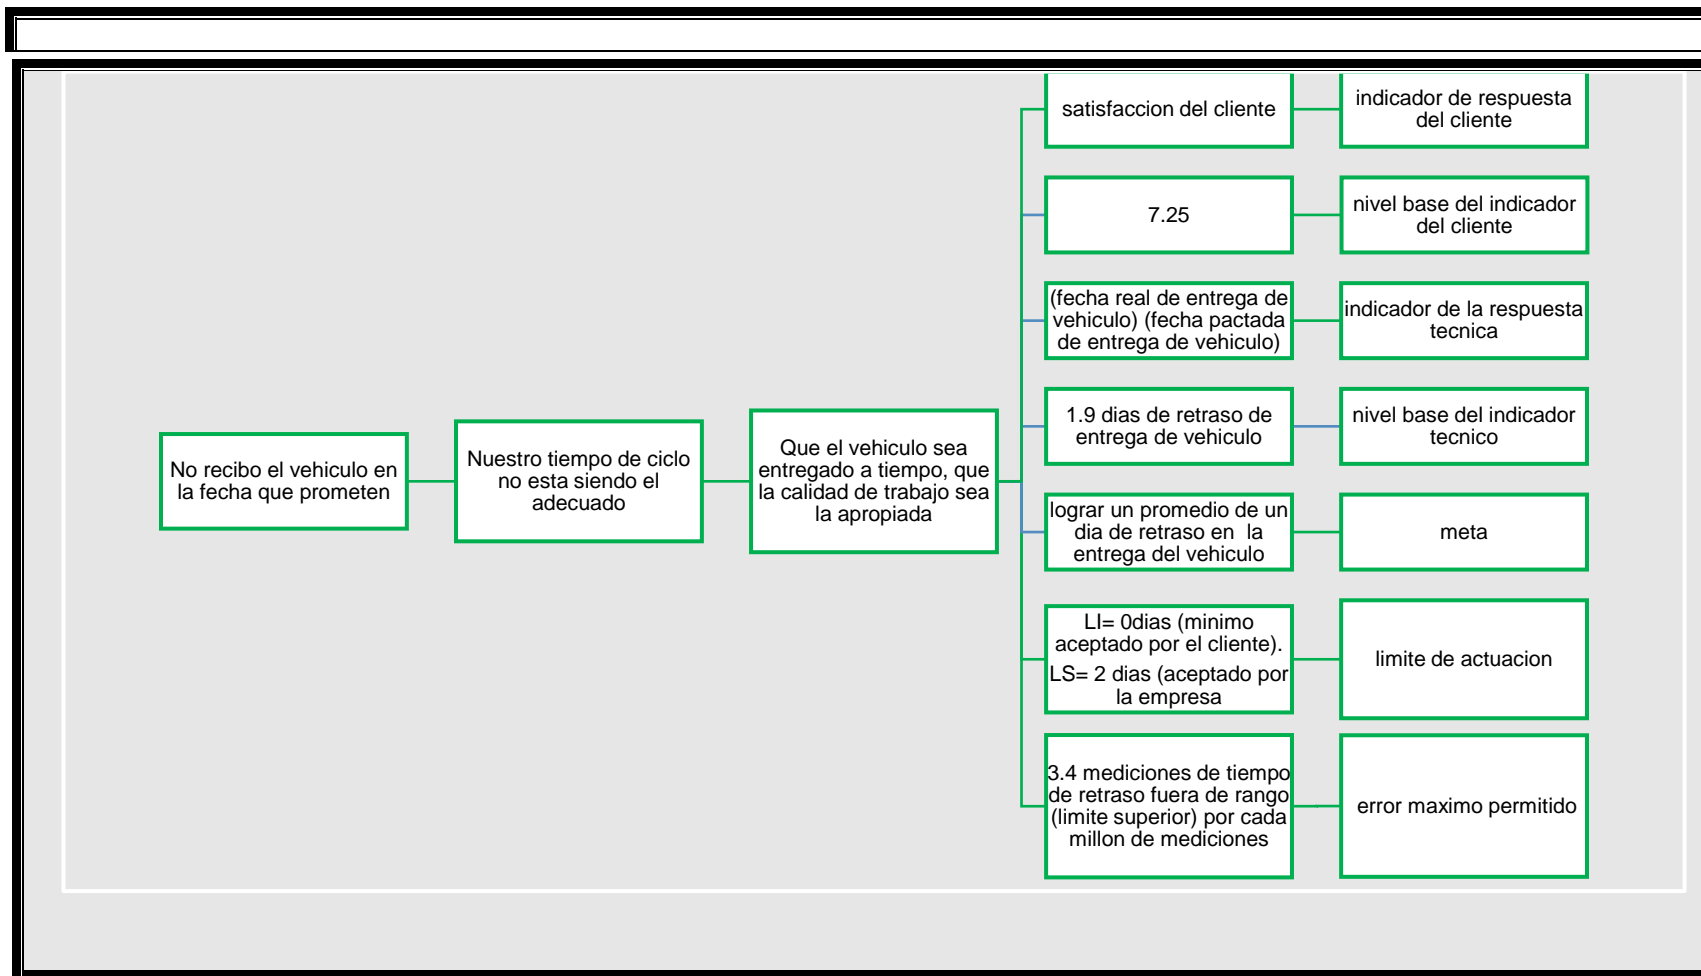 satisfaccion del cliente
indicador de respuesta
del cliente
7.25
nivel base del indicador
del cliente
(fecha real de entrega de
vehiculo) (fecha pactada
de entrega de vehiculo)
indicador de la respuesta
tecnica
1.9 dias de retraso de
entrega de vehiculo
nivel base del indicador
tecnico
No recibo el vehiculo en
la fecha que prometen
Nuestro tiempo de ciclo
no esta siendo el
adecuado
Que el vehiculo sea
entregado a tiempo, que
la calidad de trabajo sea
la apropiada
lograr un promedio de un
dia de retraso en  la
entrega del vehiculo
meta
LI= 0dias (minimo
aceptado por el cliente).
LS= 2 dias (aceptado por
la empresa
limite de actuacion
3.4 mediciones de tiempo
de retraso fuera de rango
(limite superior) por cada
millon de mediciones
error maximo permitido